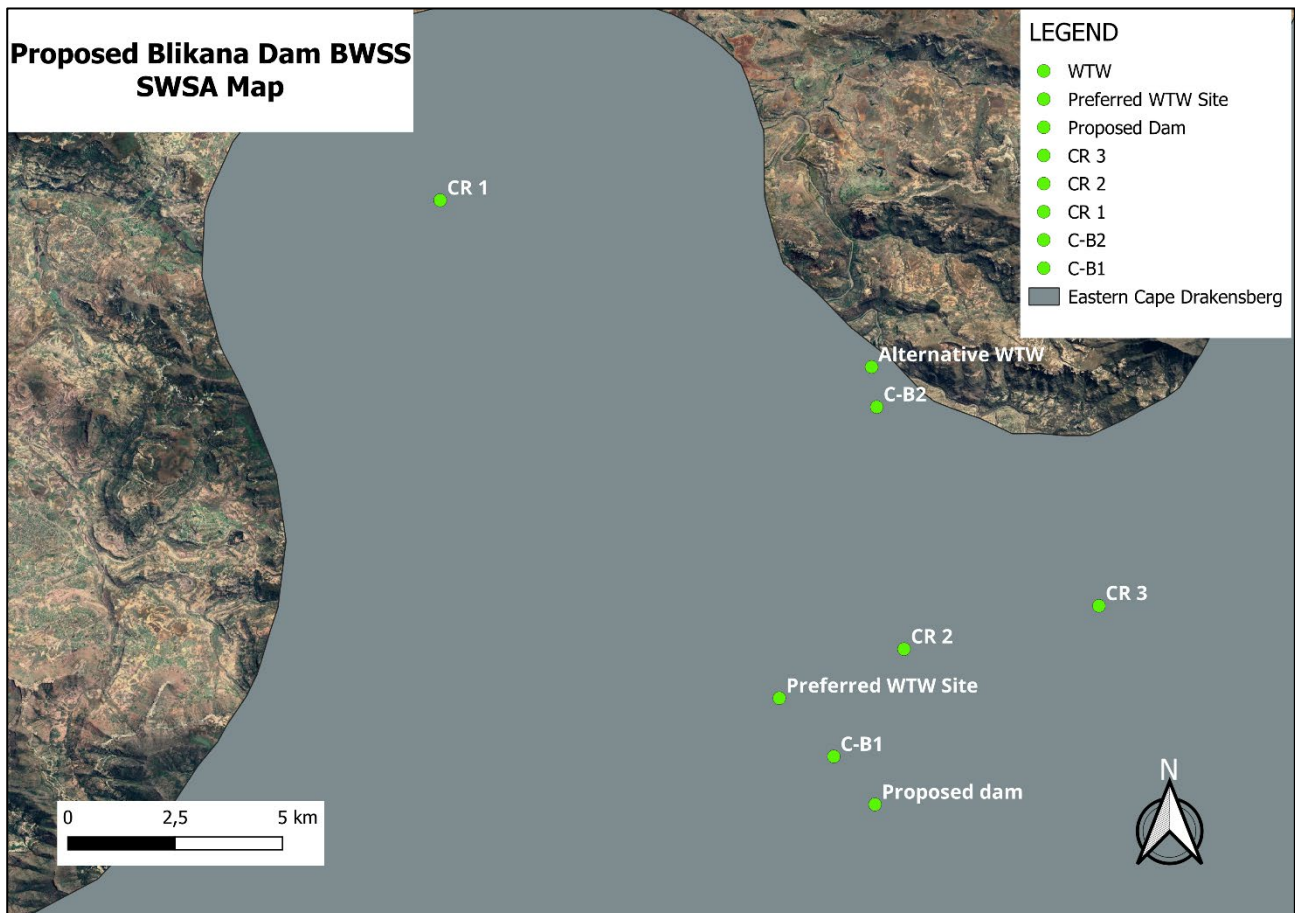 Proposed Blikana Dam BWSS
SWSA Map
LEGEND
WTW
Preferred WTW Site
Proposed Dam
CR 3
CR 2
CR 1
C-B2
C-B1
Eastern Cape Drakensberg
CR 1
Alternative WTW
C-B2
CR 3
CR 2
Preferred WTW Site
C-B1
Proposed dam
N
0 2,5 5 km